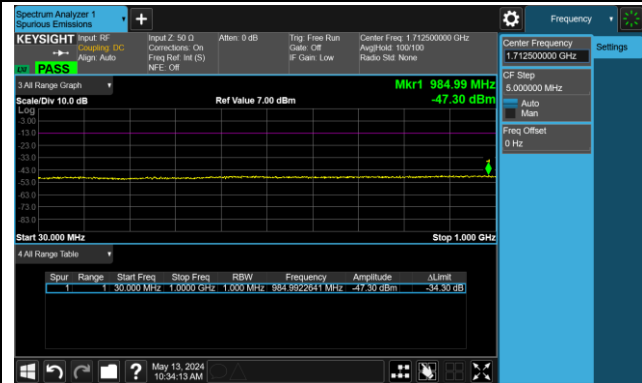 Spectrum Analyzer 1
Spurious Emissions
Frequency
KEYSIGHT
Input: RF
Coupling: DC
Align: Auto
Input Z: 50 Ω
Corrections: On
Freq Ref: Int (S)
NFE: Off
Atten: 0 dB
Trig: Free Run
Gate: Off
IF Gain: Low
Center Freq: 1.712500000 GHz
Avg|Hold: 100/100
Radio Std: None
PASS
Center Frequency
1.712500000 GHz
Settings
CF Step
5.000000 MHz
Auto
Man
Freq Offset
0 Hz
3 All Range Graph
Mkr1 984.99 MHz
Scale/Div 10.0 dB
Ref Value 7.00 dBm
-47.30 dBm
Log
-3.00
-13.0
-23.0
-33.0
-43.0
-53.0
-63.0
-73.0
-83.0
Start 30.000 MHz
Stop 1.000 GHz
4 All Range Table
Spur Range Start Freq Stop Freq RBW Frequency Amplitude ΔLimit
1 1 30.000 MHz 1.0000 GHz 1.000 MHz 984.9922641 MHz -47.30 dBm -34.30 dB
May 13, 2024
10:34:13 AM